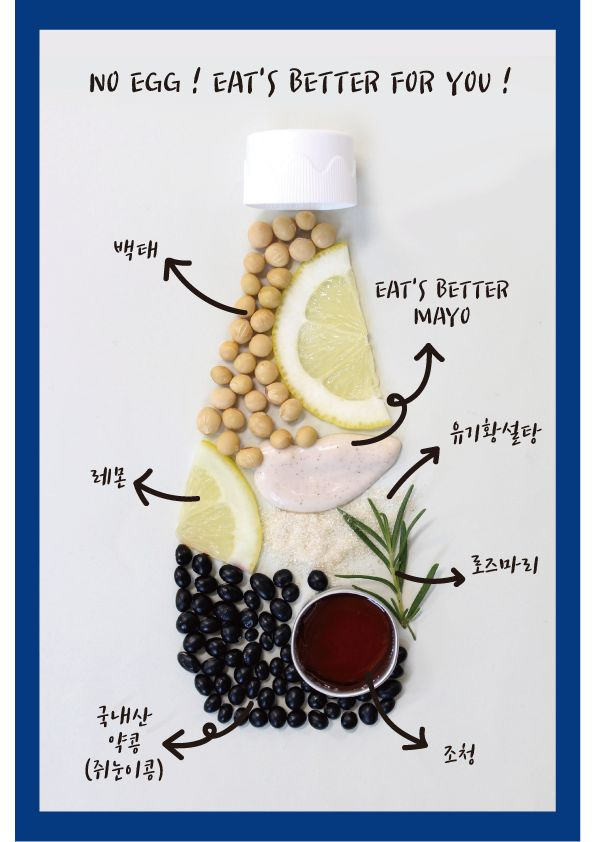 NO EGG ! EAT'S BETTER FOR YOU !
백태
EAT'S BETTER
MAYO
유기황설탕
레몬
로즈마리
국내산
약콩
(쥐눈이콩)
조청